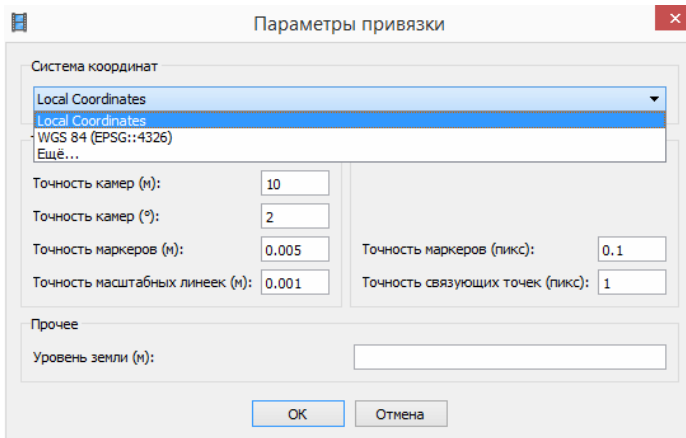 Параметры привязки
Система координат
Local Coordinates
Local Coordinates
WGS 84 (EPSG::4326)
Ещё...
Точность камер (м): 10
Точность камер (°): 2
Точность маркеров (м): 0.005 Точность маркеров (пикс): 0.1
Точность масштабных линеек (м): 0.001 Точность связующих точек (пикс): 1
Прочее
Уровень земли (м):
OK Отмена